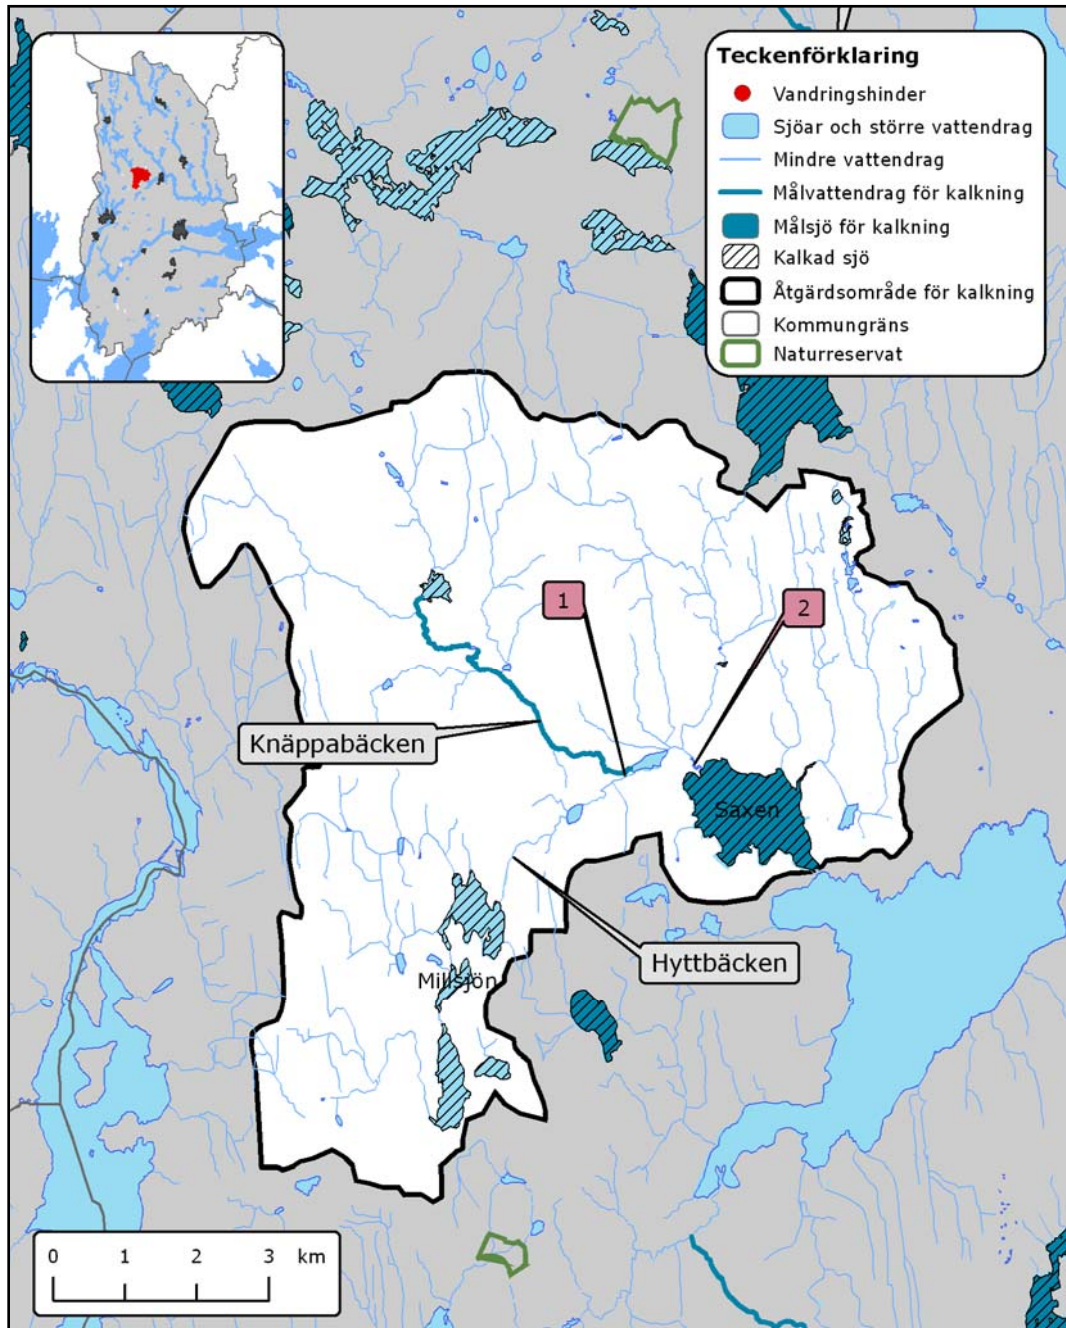 Teckenförklaring
Vandringshinder
Sjöar och större vattendrag
Mindre vattendrag
Målvattendrag för kalkning
Målsjö för kalkning
Kalkad sjö
Åtgärdsområde för kalkning
Kommungräns
Naturreservat
1
2
Knäppabäcken
Saxen
Hyttbäcken
Millsjön
0 1 2 3 km